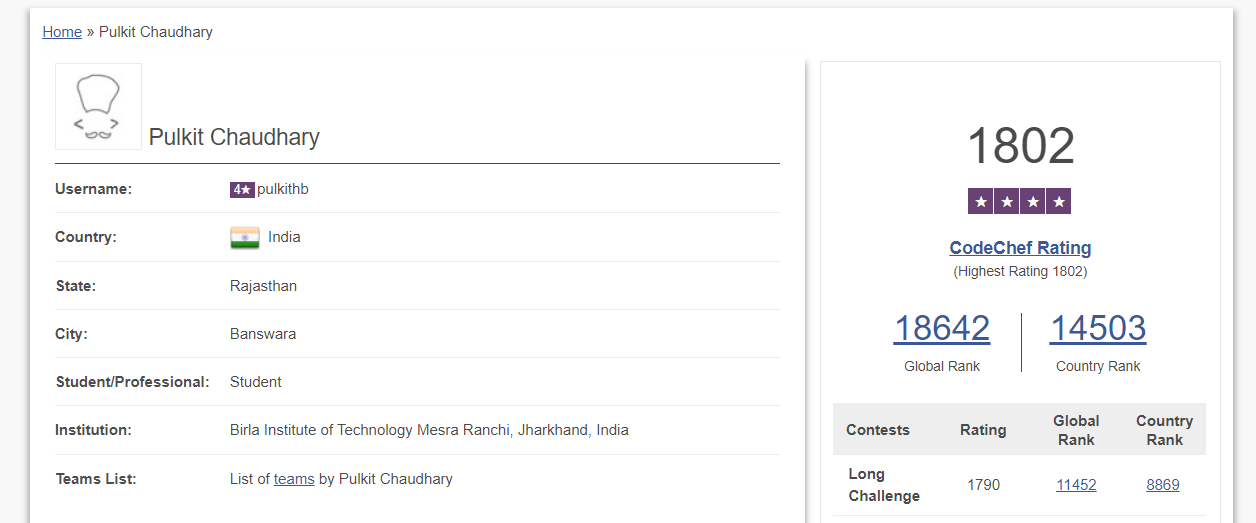 Home » Pulkit Chaudhary
Pulkit Chaudhary
Username: 4★ pulkithb
Country: India
State: Rajasthan
City: Banswara
Student/Professional: Student
Institution: Birla Institute of Technology Mesra Ranchi, Jharkhand, India
Teams List: List of teams by Pulkit Chaudhary
1802
★ ★ ★ ★
CodeChef Rating
(Highest Rating 1802)
18642 14503
Global Rank Country Rank
Contests Rating Global Rank Country Rank
Long Challenge 1790 11452 8869